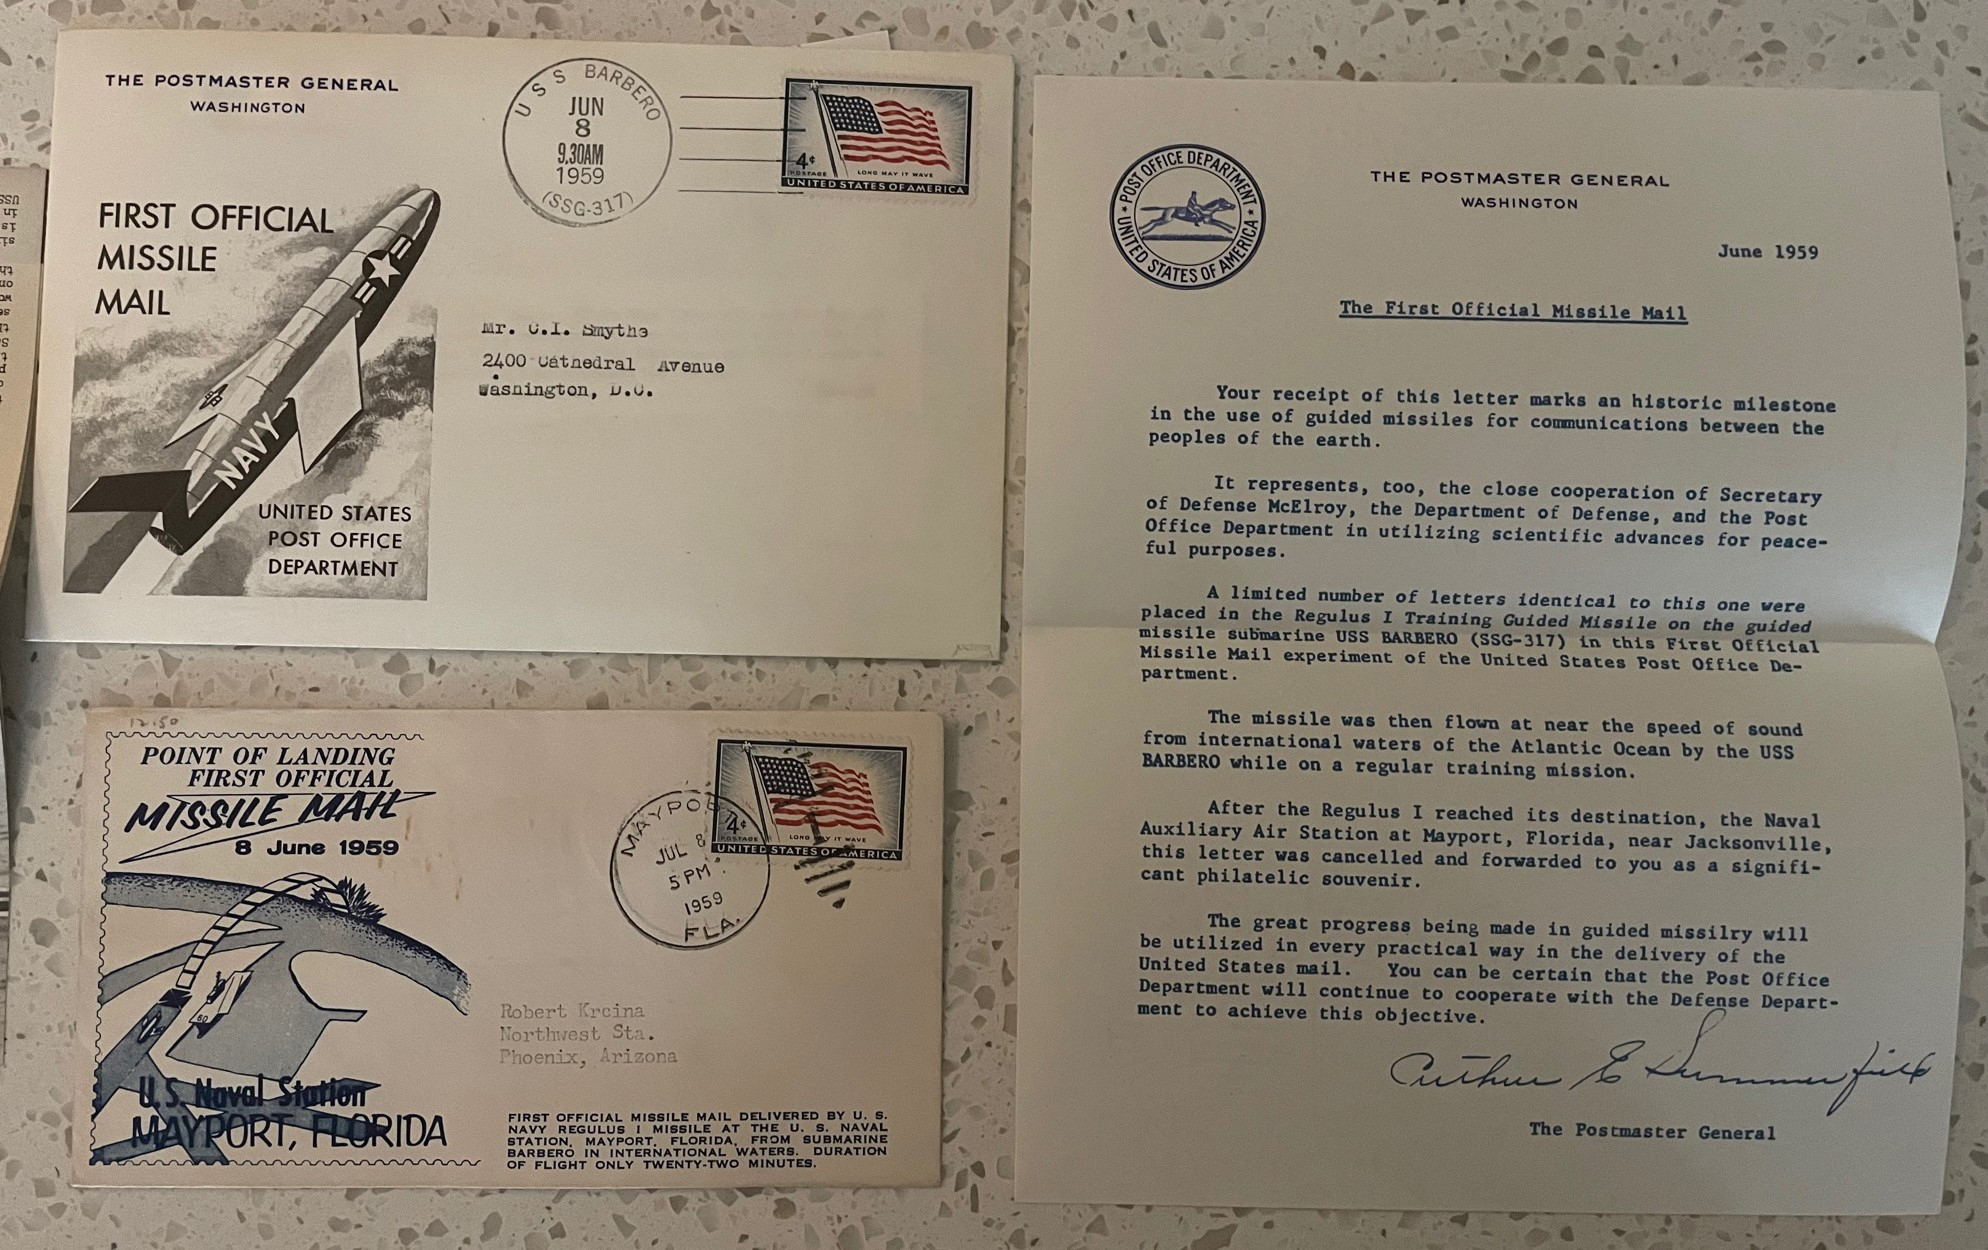 THE POSTMASTER GENERAL
WASHINGTON
USS BARBERO
JUN
8
9.30AM
1959
(SSG-317)
4¢
POSTAGE
LONG MAY IT WAVE
UNITED STATES OF AMERICA
FIRST OFFICIAL
MISSILE
MAIL
NAVY
UNITED STATES
POST OFFICE
DEPARTMENT
Mr. C.I. Smythe
2400 Cathedral Avenue
Washington, D.C.
12.50
POINT OF LANDING
FIRST OFFICIAL
MISSILE MAIL
8 June 1959
U.S. Naval Station
MAYPORT, FLORIDA
MAYPORT
JUL 8
5 PM
1959
FLA.
4¢
POSTAGE
LONG MAY IT WAVE
UNITED STATES OF AMERICA
60
Robert Krcina
Northwest Sta.
Phoenix, Arizona
FIRST OFFICIAL MISSILE MAIL DELIVERED BY U. S.
NAVY REGULUS I MISSILE AT THE U. S. NAVAL
STATION, MAYPORT, FLORIDA, FROM SUBMARINE
BARBERO IN INTERNATIONAL WATERS. DURATION
OF FLIGHT ONLY TWENTY-TWO MINUTES.
POST OFFICE DEPARTMENT
UNITED STATES OF AMERICA
THE POSTMASTER GENERAL
WASHINGTON
June 1959
The First Official Missile Mail
Your receipt of this letter marks an historic milestone
in the use of guided missiles for communications between the
peoples of the earth.
It represents, too, the close cooperation of Secretary
of Defense McElroy, the Department of Defense, and the Post
Office Department in utilizing scientific advances for peace-
ful purposes.
A limited number of letters identical to this one were
placed in the Regulus I Training Guided Missile on the guided
missile submarine USS BARBERO (SSG-317) in this First Official
Missile Mail experiment of the United States Post Office De-
partment.
The missile was then flown at near the speed of sound
from international waters of the Atlantic Ocean by the USS
BARBERO while on a regular training mission.
After the Regulus I reached its destination, the Naval
Auxiliary Air Station at Mayport, Florida, near Jacksonville,
this letter was cancelled and forwarded to you as a signifi-
cant philatelic souvenir.
The great progress being made in guided missilry will
be utilized in every practical way in the delivery of the
United States mail. You can be certain that the Post Office
Department will continue to cooperate with the Defense Depart-
ment to achieve this objective.
Arthur E Summerfield
The Postmaster General